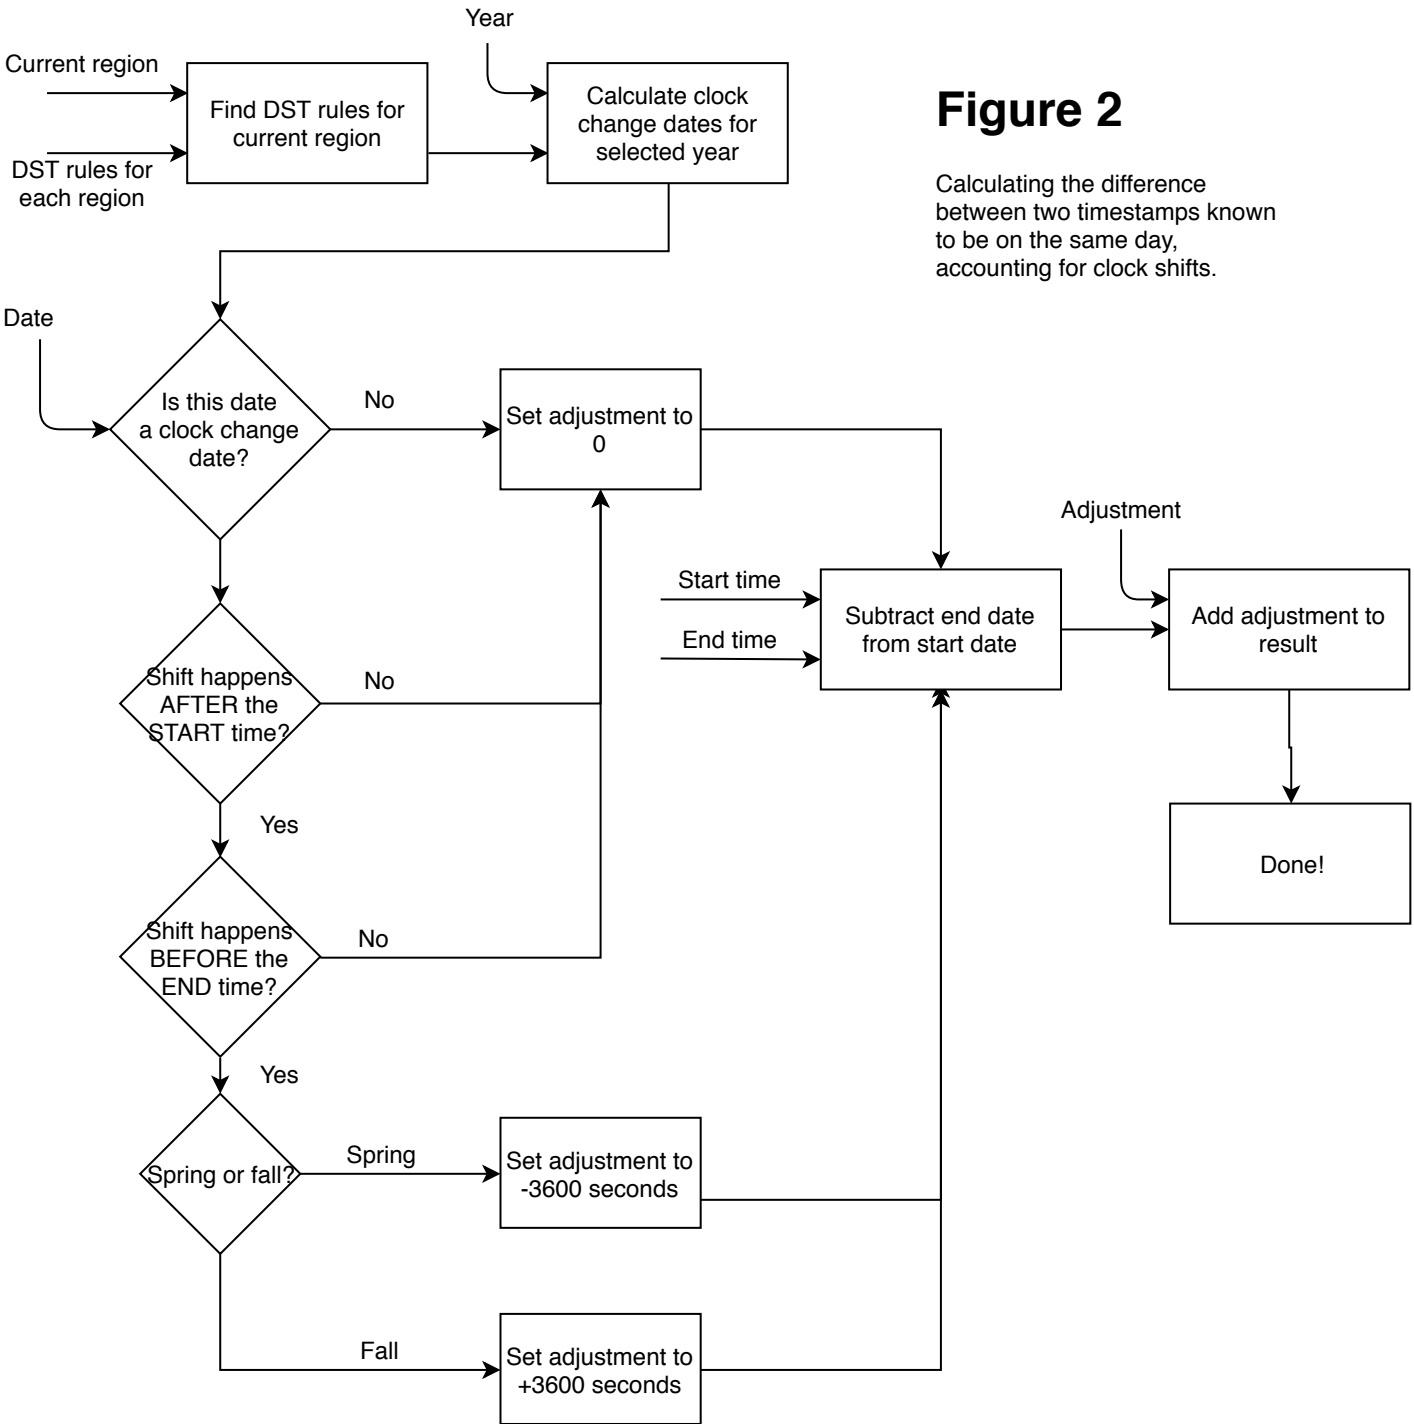 Year
Current region
Find DST rules for
current region
DST rules for
each region
Calculate clock
change dates for
selected year
Figure 2
Calculating the difference
between two timestamps known
to be on the same day,
accounting for clock shifts.
Date
Is this date
a clock change
date?
No
Set adjustment to
0
Adjustment
Start time
End time
Subtract end date
from start date
Add adjustment to
result
Shift happens
AFTER the
START time?
No
Yes
Done!
Shift happens
BEFORE the
END time?
No
Yes
Spring or fall?
Spring
Set adjustment to
-3600 seconds
Fall
Set adjustment to
+3600 seconds